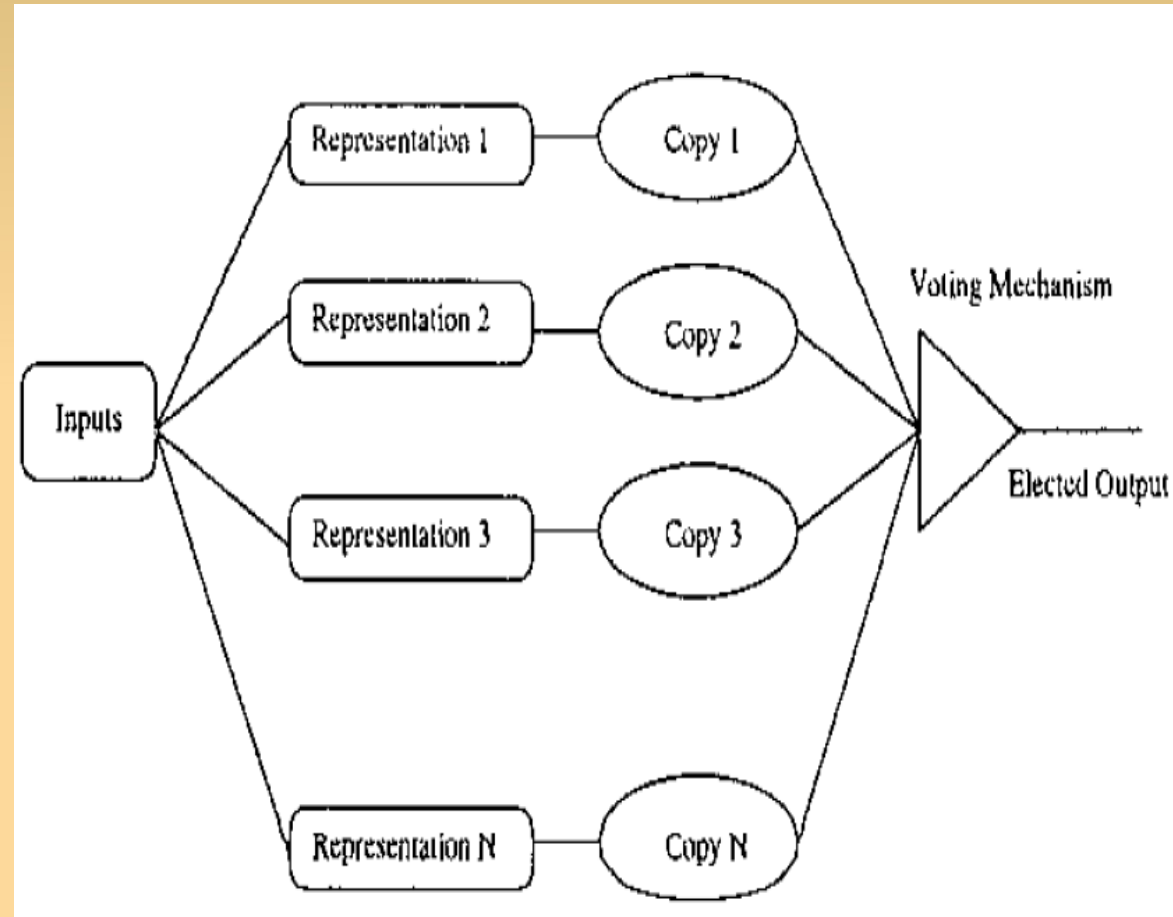 Representation 1
Copy 1
Voting Mechanism
Representation 2
Copy 2
Inputs
Elected Output
Representation 3
Copy 3
Representation N
Copy N